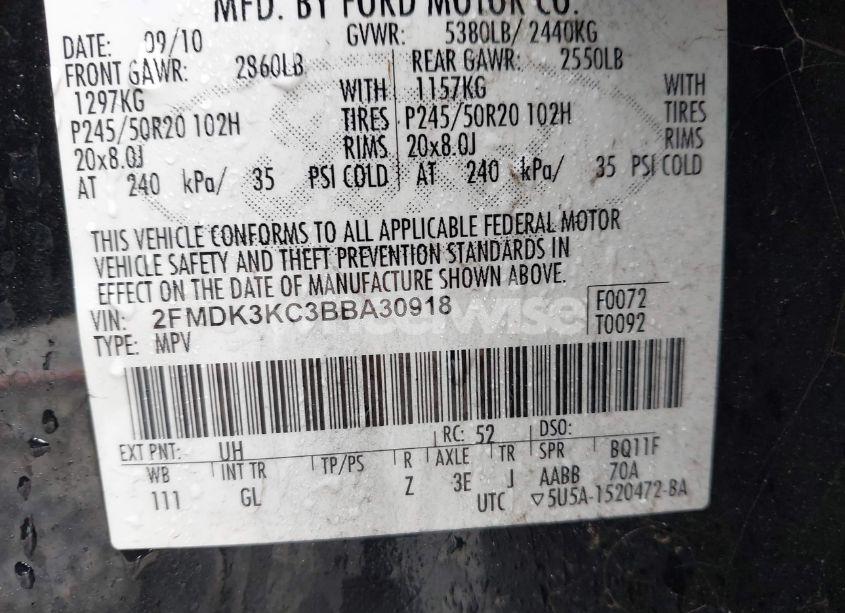 MFD. BY FORD MOTOR CO.
DATE: 09/10 GVWR: 5380LB/ 2440KG
FRONT GAWR: 2860LB REAR GAWR: 2550LB
1297KG WITH 1157KG WITH
P245/50R20 102H TIRES P245/50R20 102H TIRES
20x8.0J RIMS 20x8.0J RIMS
AT 240 kPa/ 35 PSI COLD AT 240 kPa/ 35 PSI COLD
THIS VEHICLE CONFORMS TO ALL APPLICABLE FEDERAL MOTOR
VEHICLE SAFETY AND THEFT PREVENTION STANDARDS IN
EFFECT ON THE DATE OF MANUFACTURE SHOWN ABOVE.
VIN: 2FMDK3KC3BBA30918 F0072
TYPE: MPV T0092
EXT PNT: UH RC: 52 DSO:
WB INT TR TP/PS R AXLE TR SPR BQ11F
111 GL Z 3E J AABB 70A
UTC ▽5U5A-1520472-BA